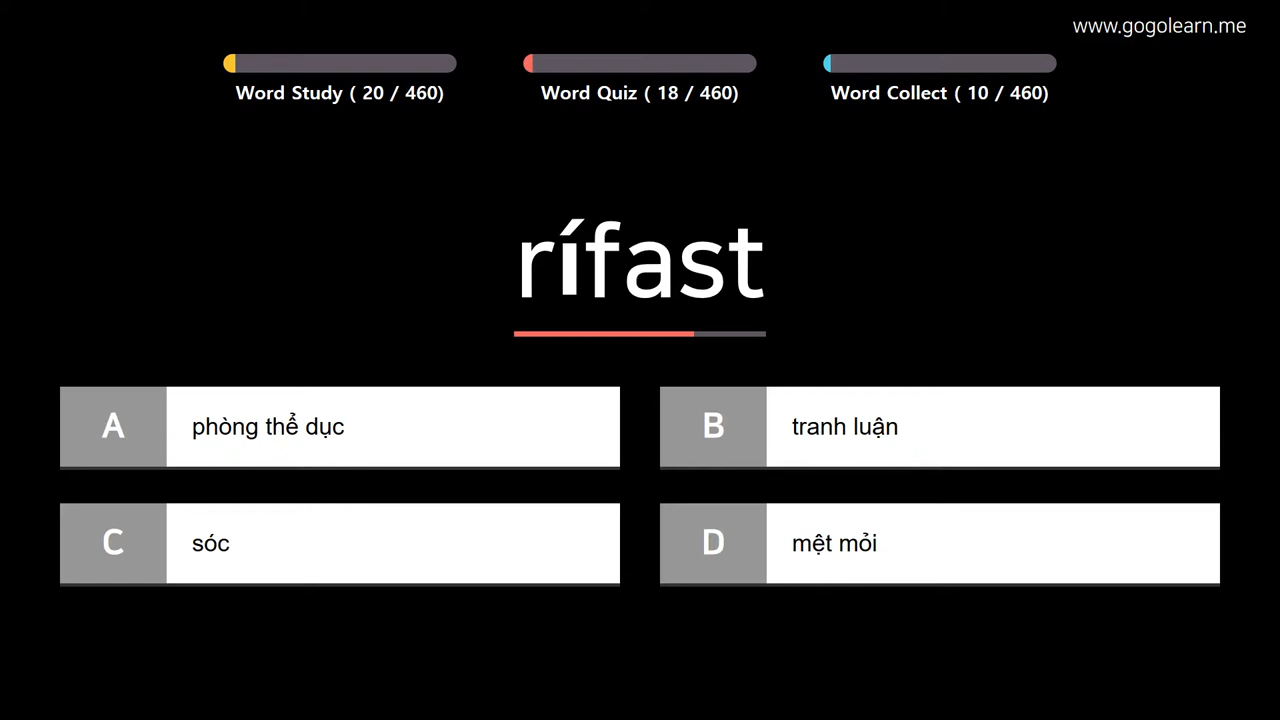 www.gogolearn.me
Word Study ( 20 / 460)
Word Quiz ( 18 / 460)
Word Collect ( 10 / 460)
rífast
A phòng thể dục
B tranh luận
C sóc
D mệt mỏi